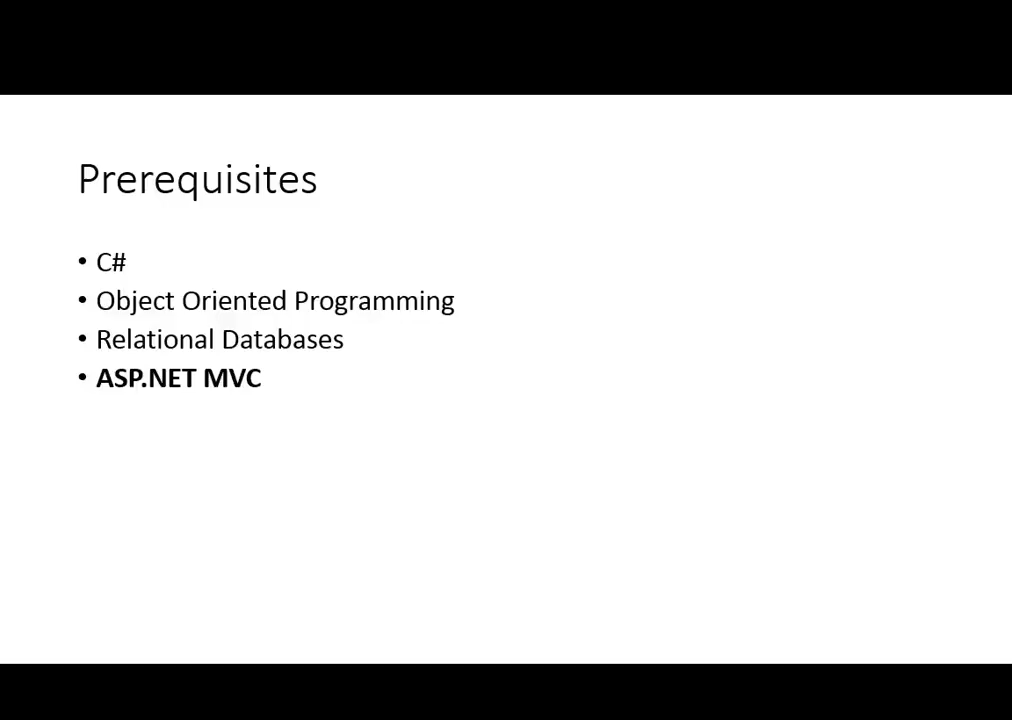 Prerequisites
• C#
• Object Oriented Programming
• Relational Databases
• ASP.NET MVC